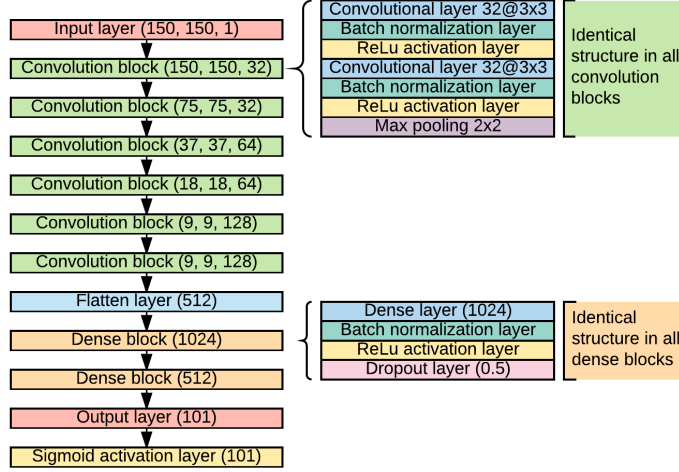 Input layer (150, 150, 1)
Convolution block (150, 150, 32)
Convolution block (75, 75, 32)
Convolution block (37, 37, 64)
Convolution block (18, 18, 64)
Convolution block (9, 9, 128)
Convolution block (9, 9, 128)
Flatten layer (512)
Dense block (1024)
Dense block (512)
Output layer (101)
Sigmoid activation layer (101)
Convolutional layer 32@3x3
Batch normalization layer
ReLu activation layer
Convolutional layer 32@3x3
Batch normalization layer
ReLu activation layer
Max pooling 2x2
Identical
structure in all
convolution
blocks
Dense layer (1024)
Batch normalization layer
ReLu activation layer
Dropout layer (0.5)
Identical
structure in all
dense blocks